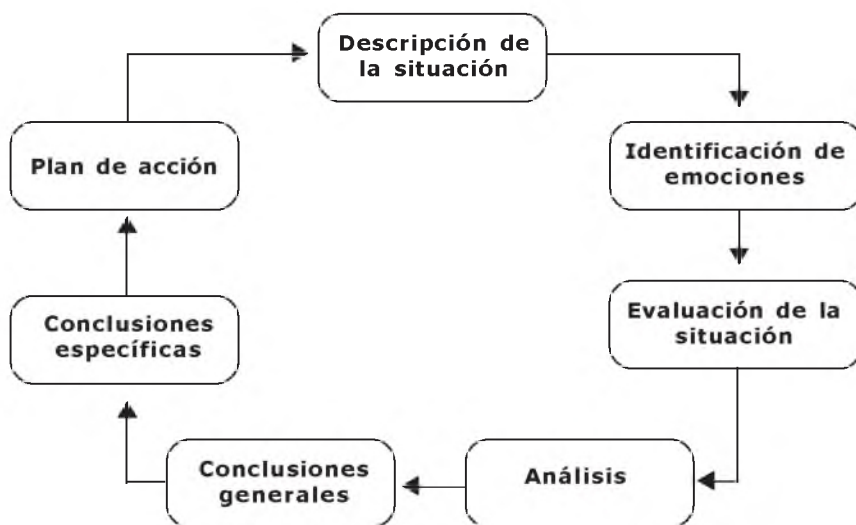 Descripción de
la situación
Identificación de
emociones
Evaluación de la
situación
Análisis
Conclusiones
generales
Conclusiones
específicas
Plan de acción